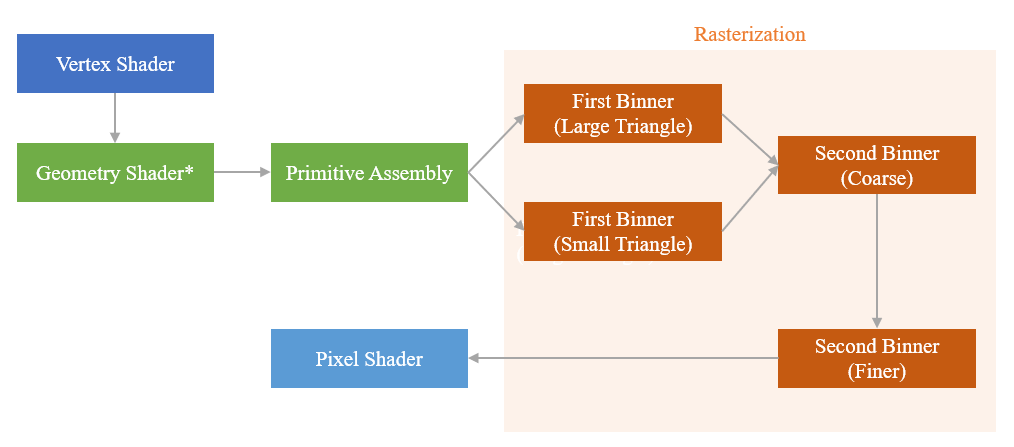 Rasterization
Vertex Shader
First Binner
(Large Triangle)
Geometry Shader*
Primitive Assembly
Second Binner
(Coarse)
First Binner
(Small Triangle)
Pixel Shader
Second Binner
(Finer)